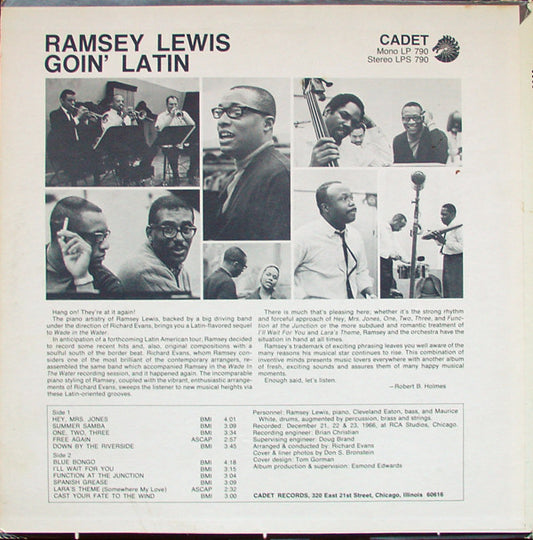 RAMSEY LEWIS
GOIN' LATIN
CADET
Mono LP 790
Stereo LPS 790
Hang on! They're at it again!
The piano artistry of Ramsey Lewis, backed by a big driving band
under the direction of Richard Evans, brings you a Latin-flavored sequel
to Wade in the Water.
In anticipation of a forthcoming Latin American tour, Ramsey decided
to record some recent hits and, also, original compositions with a
soulful south of the border beat. Richard Evans, whom Ramsey con-
siders one of the most brilliant of the contemporary arrangers, re-
assembled the same band which accompanied Ramsey in the Wade In
The Water recording session, and it happened again. The incomparable
piano styling of Ramsey, coupled with the vibrant, enthusiastic arrange-
ments of Richard Evans, sweeps the listener to new musical heights via
these Latin-oriented grooves.
There is much that's pleasing here; whether it's the strong rhythm
and forceful approach of Hey, Mrs. Jones, One, Two, Three, and Func-
tion at the Junction or the more subdued and romantic treatment of
I'll Wait For You and Lara's Theme, Ramsey and the orchestra have the
situation in hand at all times.
Ramsey's trademark of exciting phrasing leaves you well aware of the
many reasons his musical star continues to rise. This combination of
inventive minds presents music lovers everywhere with another album
of fresh, exciting sounds and assures them of many happy musical
moments.
Enough said, let's listen.
– Robert B. Holmes
Side 1
HEY, MRS. JONES BMI 4:01
SUMMER SAMBA BMI 3:09
ONE, TWO, THREE BMI 3:34
FREE AGAIN ASCAP 2:57
DOWN BY THE RIVERSIDE BMI 3:45
Side 2
BLUE BONGO BMI 4:18
I'LL WAIT FOR YOU BMI 3:15
FUNCTION AT THE JUNCTION BMI 3:04
SPANISH GREASE BMI 3:09
LARA'S THEME (Somewhere My Love) ASCAP 2:32
CAST YOUR FATE TO THE WIND BMI 3:00
Personnel: Ramsey Lewis, piano, Cleveland Eaton, bass, and Maurice
White, drums, augmented by percussion, brass and strings.
Recorded: December 21, 22 & 23, 1966, at RCA Studios, Chicago.
Recording engineer: Brian Christian
Supervising engineer: Doug Brand
Arranged & conducted by: Richard Evans
Cover & liner photos by Don S. Bronstein
Cover design: Tom Gorman
Album production & supervision: Esmond Edwards
CADET RECORDS, 320 East 21st Street, Chicago, Illinois 60616